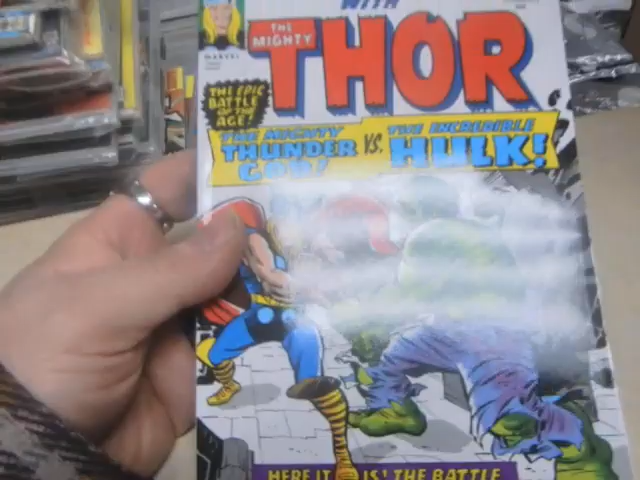 WITH
THE
MIGHTY
THOR
MARVEL
THE EPIC
BATTLE
OF THE
AGE!
THE MIGHTY
THUNDER
GOD!
VS.
THE INCREDIBLE
HULK!
HERE IT IS! THE BATTLE